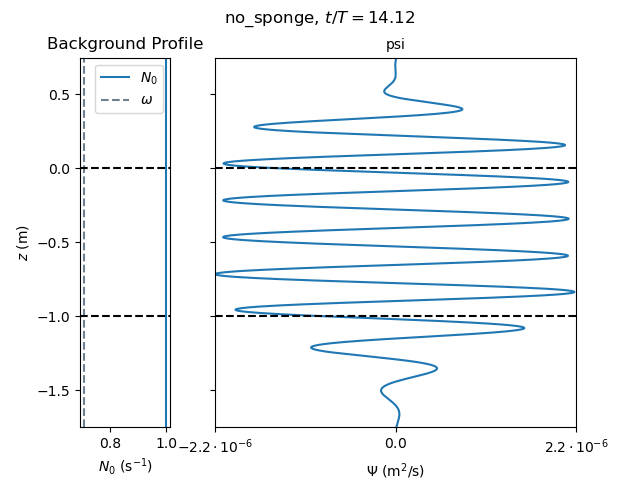 no_sponge, t/T = 14.12
Background Profile
psi
N₀
ω
0.5
0.0
−0.5
−1.0
−1.5
z (m)
0.8
1.0
N₀ (s⁻¹)
−2.2 · 10⁻⁶
0.0
2.2 · 10⁻⁶
Ψ (m²/s)